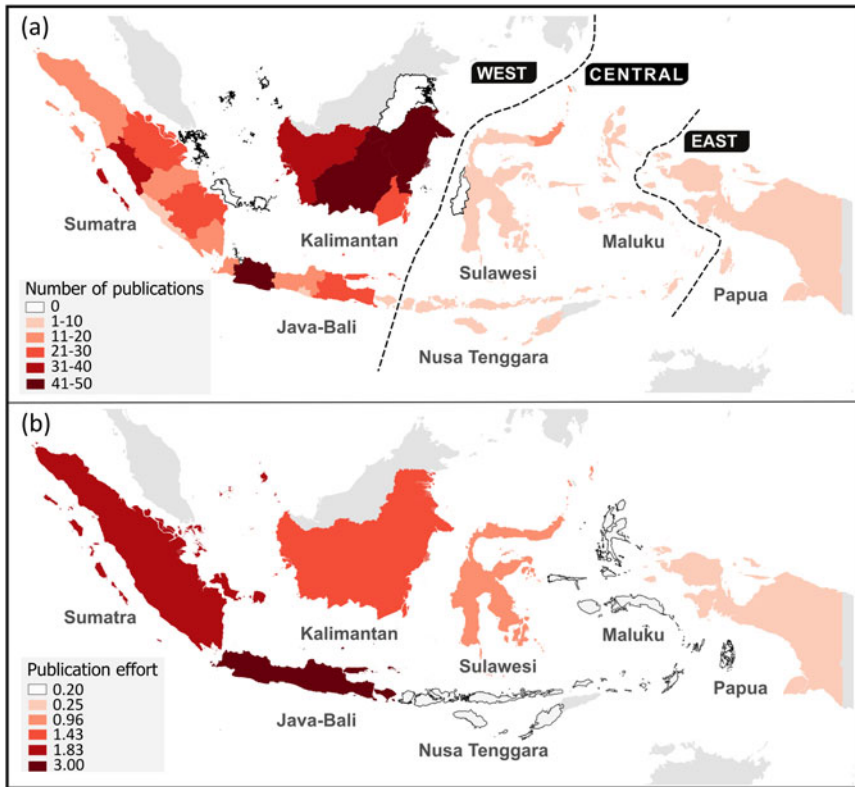 (a)
WEST
CENTRAL
EAST
Sumatra
Kalimantan
Sulawesi
Maluku
Papua
Java-Bali
Nusa Tenggara
Number of publications
0
1-10
11-20
21-30
31-40
41-50
(b)
Sumatra
Kalimantan
Sulawesi
Maluku
Papua
Java-Bali
Nusa Tenggara
Publication effort
0.20
0.25
0.96
1.43
1.83
3.00